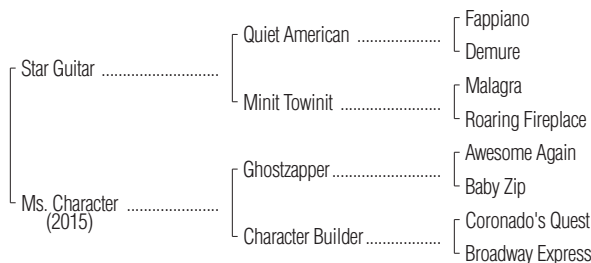 Fappiano
Quiet American ....................
Demure
Star Guitar ............................
Malagra
Minit Towinit ........................
Roaring Fireplace
Awesome Again
Ghostzapper..........................
Baby Zip
Ms. Character ......................
(2015)
Coronado's Quest
Character Builder..................
Broadway Express